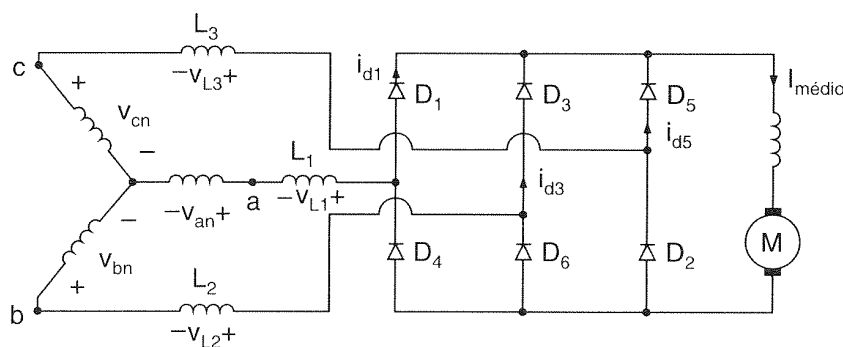 L3
c
−vL3+
+
vcn
−
id1
D1
D3
D5
Imédio
L1
id5
−van+
a
−vL1+
id3
−
vbn
+
D4
D6
D2
M
L2
b
−vL2+